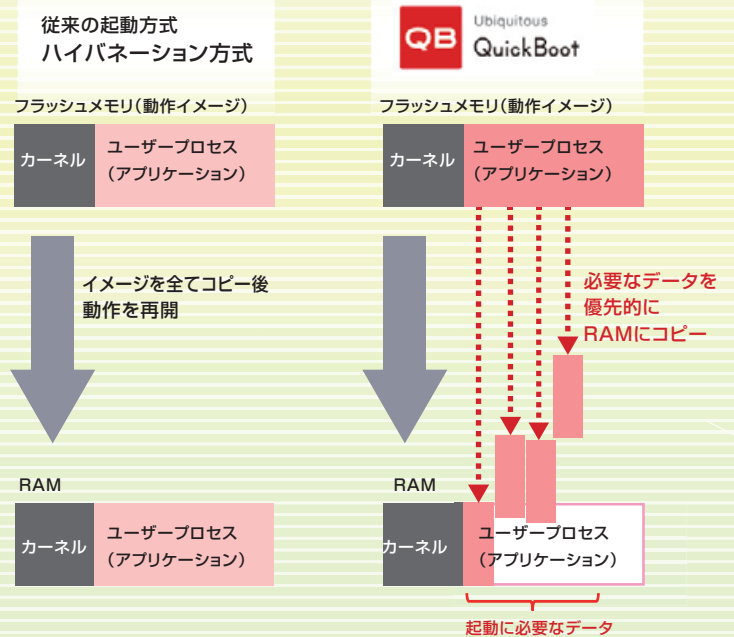 従来の起動方式
ハイバネーション方式
フラッシュメモリ(動作イメージ)
カーネル
ユーザープロセス
(アプリケーション)
イメージを全てコピー後
動作を再開
RAM
カーネル
ユーザープロセス
(アプリケーション)
QB
Ubiquitous
QuickBoot
フラッシュメモリ(動作イメージ)
カーネル
ユーザープロセス
(アプリケーション)
必要なデータを
優先的に
RAMにコピー
RAM
カーネル
ユーザープロセス
(アプリケーション)
起動に必要なデータ